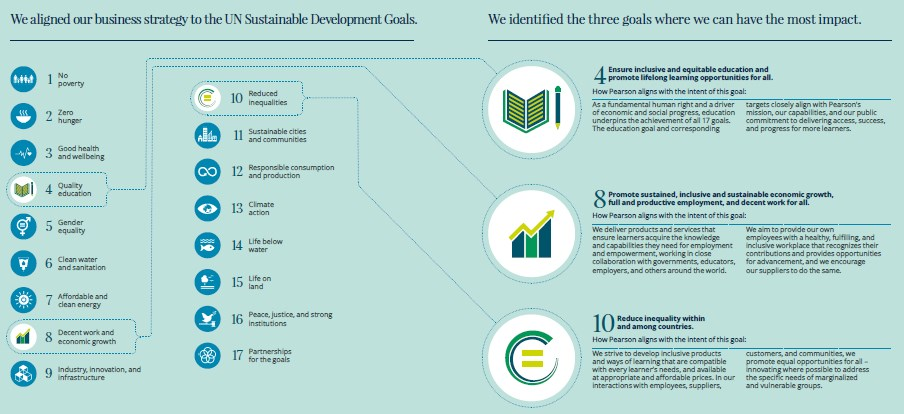 We aligned our business strategy to the UN Sustainable Development Goals.
1 No
poverty
2 Zero
hunger
3 Good health
and wellbeing
4 Quality
education
5 Gender
equality
6 Clean water
and sanitation
7 Affordable and
clean energy
8 Decent work and
economic growth
9 Industry, innovation, and
infrastructure
10 Reduced
inequalities
11 Sustainable cities
and communities
12 Responsible consumption
and production
13 Climate
action
14 Life below
water
15 Life on
land
16 Peace, justice, and strong
institutions
17 Partnerships
for the goals
We identified the three goals where we can have the most impact.
4 Ensure inclusive and equitable education and
promote lifelong learning opportunities for all.
How Pearson aligns with the intent of this goal:
As a fundamental human right and a driver
of economic and social progress, education
underpins the achievement of all 17 goals.
The education goal and corresponding
targets closely align with Pearson's
mission, our capabilities, and our public
commitment to delivering access, success,
and progress for more learners.
8 Promote sustained, inclusive and sustainable economic growth,
full and productive employment, and decent work for all.
How Pearson aligns with the intent of this goal:
We deliver products and services that
ensure learners acquire the knowledge
and capabilities they need for employment
and empowerment, working in close
collaboration with governments, educators,
employers, and others around the world.
We aim to provide our own
employees with a healthy, fulfilling, and
inclusive workplace that recognizes their
contributions and provides opportunities
for advancement, and we encourage
our suppliers to do the same.
10 Reduce inequality within
and among countries.
How Pearson aligns with the intent of this goal:
We strive to develop inclusive products
and ways of learning that are compatible
with every learner's needs, and available
at appropriate and affordable prices. In our
interactions with employees, suppliers,
customers, and communities, we
promote equal opportunities for all –
innovating where possible to address
the specific needs of marginalized
and vulnerable groups.